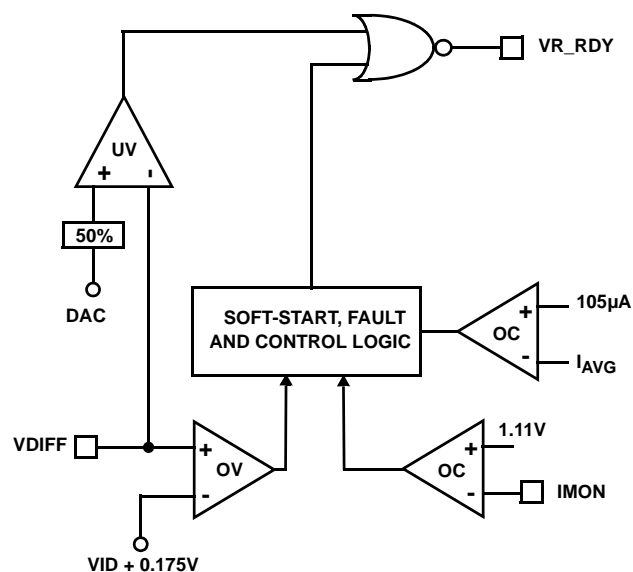 VR_RDY
UV
+ -
50%
DAC
SOFT-START, FAULT
AND CONTROL LOGIC
105µA
+
OC
-
IAVG
VDIFF
+
OV
-
VID + 0.175V
1.11V
+
OC
-
IMON